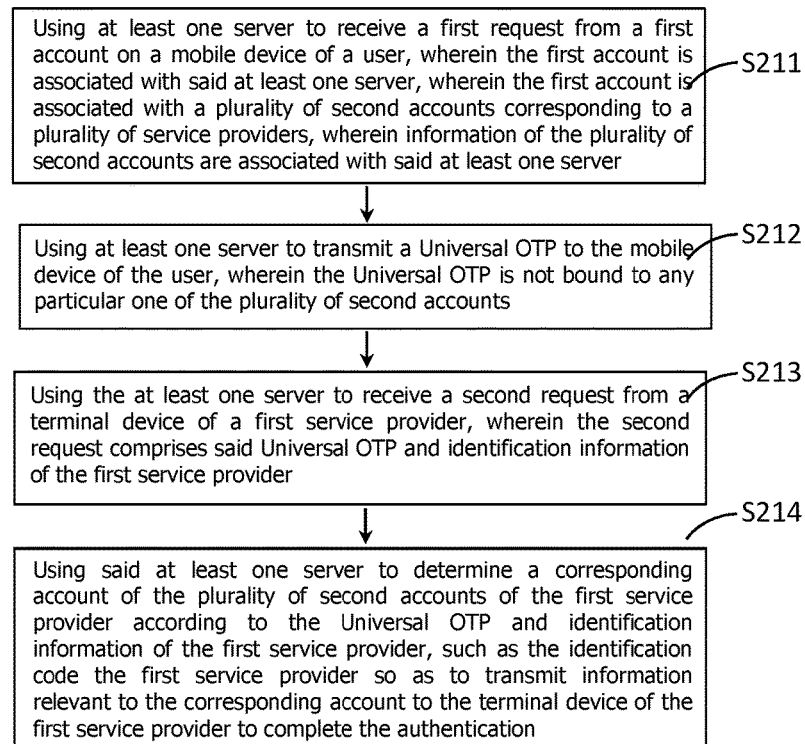 Using at least one server to receive a first request from a first
account on a mobile device of a user, wherein the first account is
associated with said at least one server, wherein the first account is
associated with a plurality of second accounts corresponding to a
plurality of service providers, wherein information of the plurality of
second accounts are associated with said at least one server
S211
Using at least one server to transmit a Universal OTP to the mobile
device of the user, wherein the Universal OTP is not bound to any
particular one of the plurality of second accounts
S212
Using the at least one server to receive a second request from a
terminal device of a first service provider, wherein the second
request comprises said Universal OTP and identification information
of the first service provider
S213
Using said at least one server to determine a corresponding
account of the plurality of second accounts of the first service
provider according to the Universal OTP and identification
information of the first service provider, such as the identification
code the first service provider so as to transmit information
relevant to the corresponding account to the terminal device of the
first service provider to complete the authentication
S214